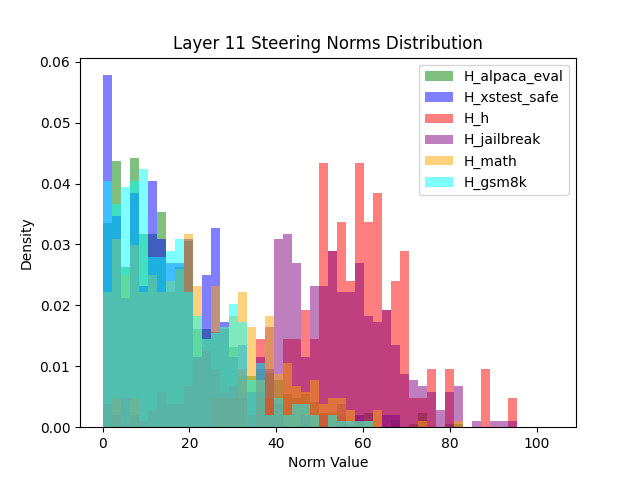 Layer 11 Steering Norms Distribution
0.06
0.05
0.04
0.03
0.02
0.01
0.00
Density
H_alpaca_eval
H_xstest_safe
H_h
H_jailbreak
H_math
H_gsm8k
0 20 40 60 80 100
Norm Value